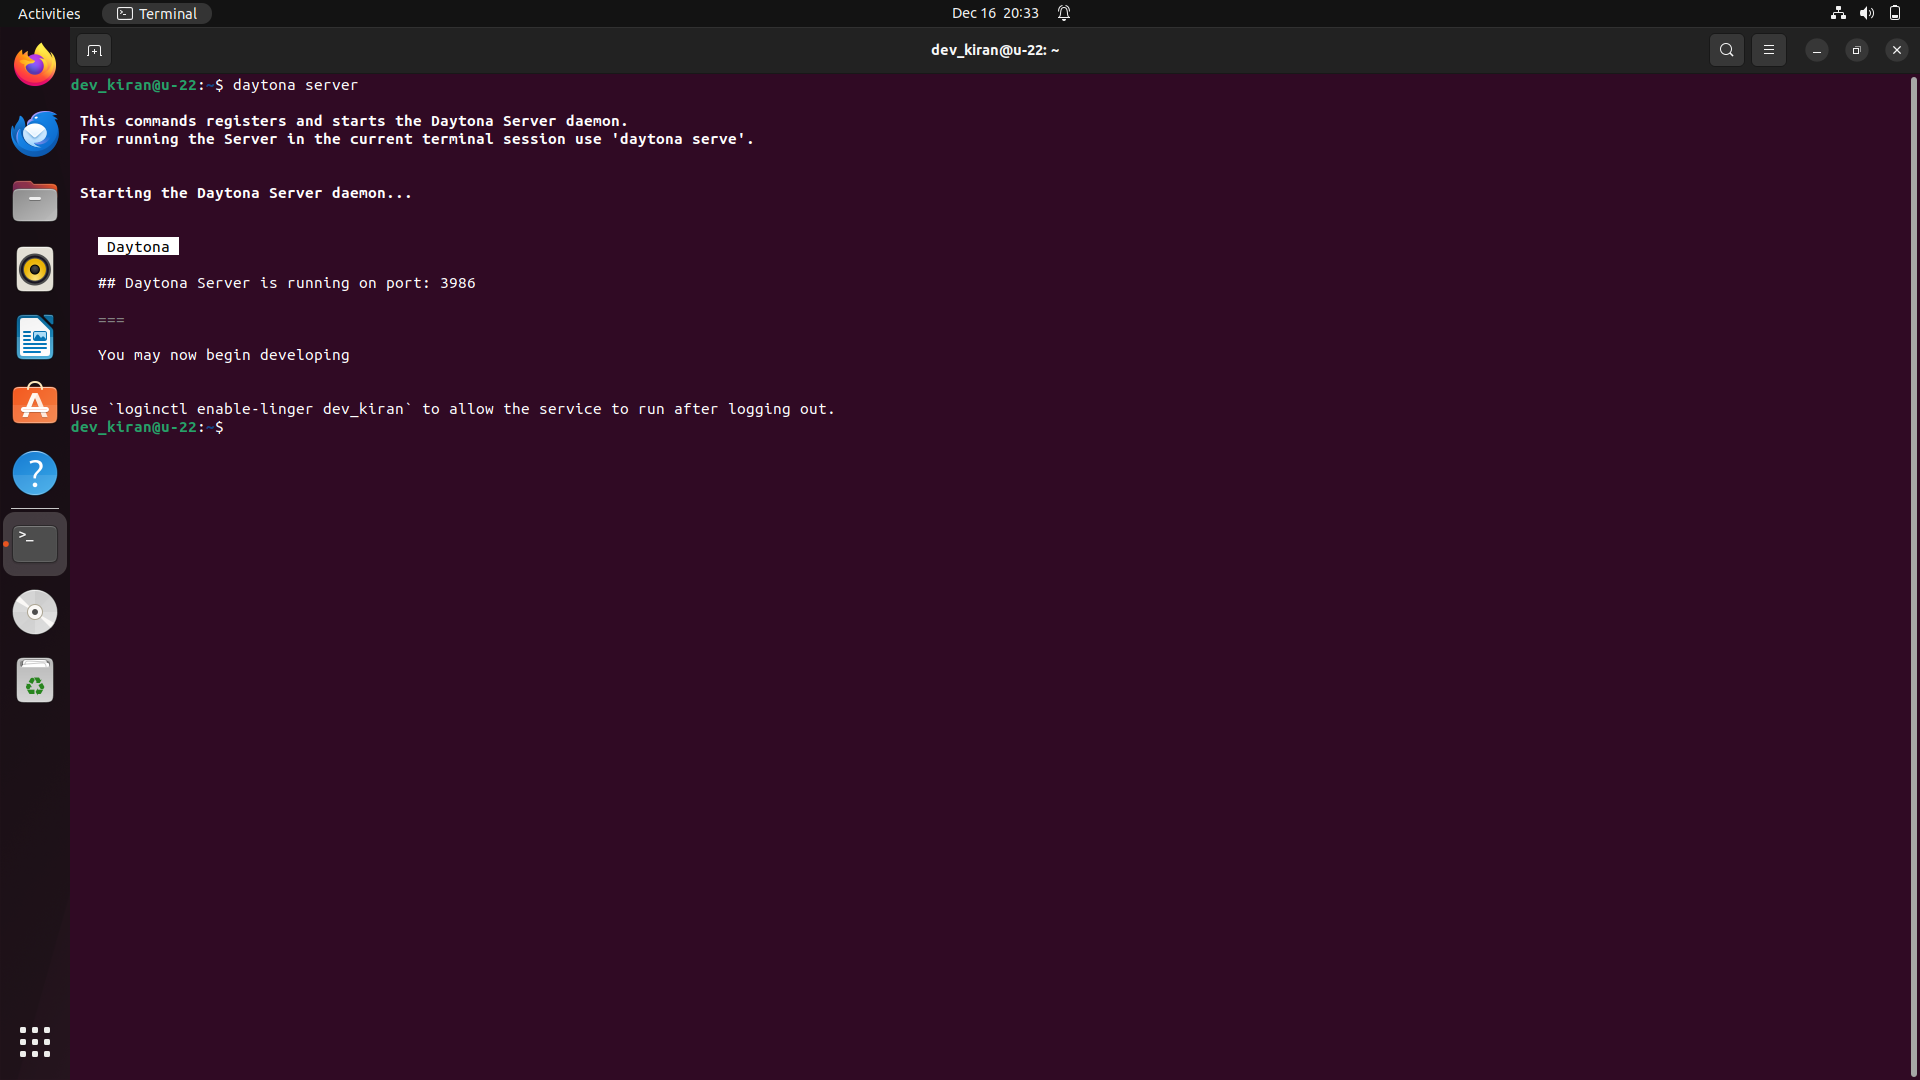 Activities
Terminal
Dec 16 20:33
dev_kiran@u-22: ~
dev_kiran@u-22:~$ daytona server
This commands registers and starts the Daytona Server daemon.
For running the Server in the current terminal session use 'daytona serve'.
Starting the Daytona Server daemon...
Daytona
## Daytona Server is running on port: 3986
===
You may now begin developing
Use `loginctl enable-linger dev_kiran` to allow the service to run after logging out.
dev_kiran@u-22:~$